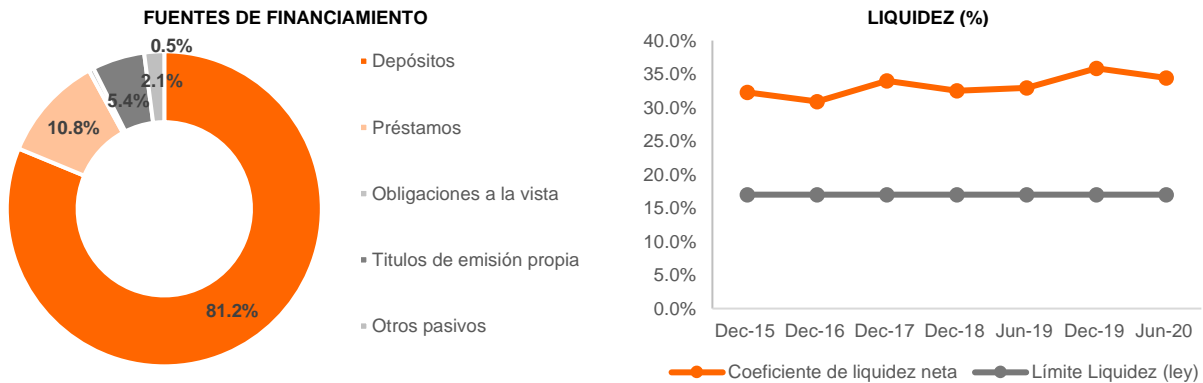 FUENTES DE FINANCIAMIENTO
0.5%
2.1%
5.4%
10.8%
81.2%
Depósitos
Préstamos
Obligaciones a la vista
Titulos de emisión propia
Otros pasivos
LIQUIDEZ (%)
40.0%
35.0%
30.0%
25.0%
20.0%
15.0%
10.0%
5.0%
0.0%
Dec-15 Dec-16 Dec-17 Dec-18 Jun-19 Dec-19 Jun-20
Coeficiente de liquidez neta Límite Liquidez (ley)